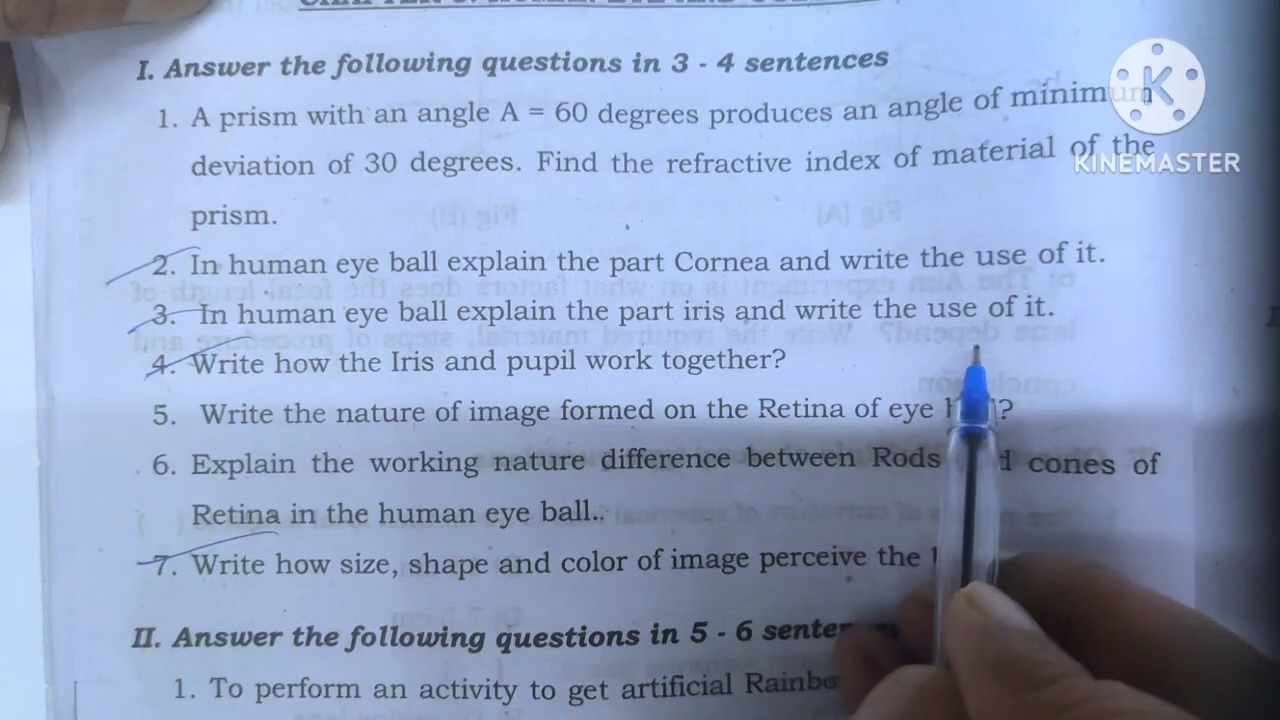 I. Answer the following questions in 3 - 4 sentences
1. A prism with an angle A = 60 degrees produces an angle of minimum
deviation of 30 degrees. Find the refractive index of material of the
prism.
2. In human eye ball explain the part Cornea and write the use of it.
3. In human eye ball explain the part iris and write the use of it.
4. Write how the Iris and pupil work together?
5. Write the nature of image formed on the Retina of eye ?
6. Explain the working nature difference between Rods cones of
Retina in the human eye ball..
7. Write how size, shape and color of image perceive the
II. Answer the following questions in 5 - 6
1. To perform an activity to get artificial
K
KINEMASTER